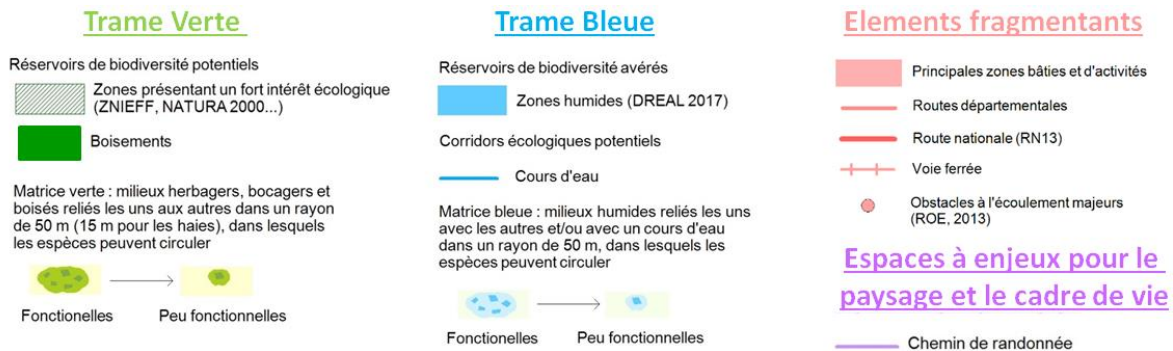 Trame Verte
Réservoirs de biodiversité potentiels
Zones présentant un fort intérêt écologique
(ZNIEFF, NATURA 2000...)
Boisements
Matrice verte : milieux herbagers, bocagers et
boisés reliés les uns aux autres dans un rayon
de 50 m (15 m pour les haies), dans lesquels
les espèces peuvent circuler
Fonctionelles
Peu fonctionnelles
Trame Bleue
Réservoirs de biodiversité avérés
Zones humides (DREAL 2017)
Corridors écologiques potentiels
Cours d'eau
Matrice bleue : milieux humides reliés les uns
avec les autres et/ou avec un cours d'eau
dans un rayon de 50 m, dans lesquels les
espèces peuvent circuler
Fonctionelles
Peu fonctionnelles
Elements fragmentants
Principales zones bâties et d'activités
Routes départementales
Route nationale (RN13)
Voie ferrée
Obstacles à l'écoulement majeurs
(ROE, 2013)
Espaces à enjeux pour le
paysage et le cadre de vie
Chemin de randonnée